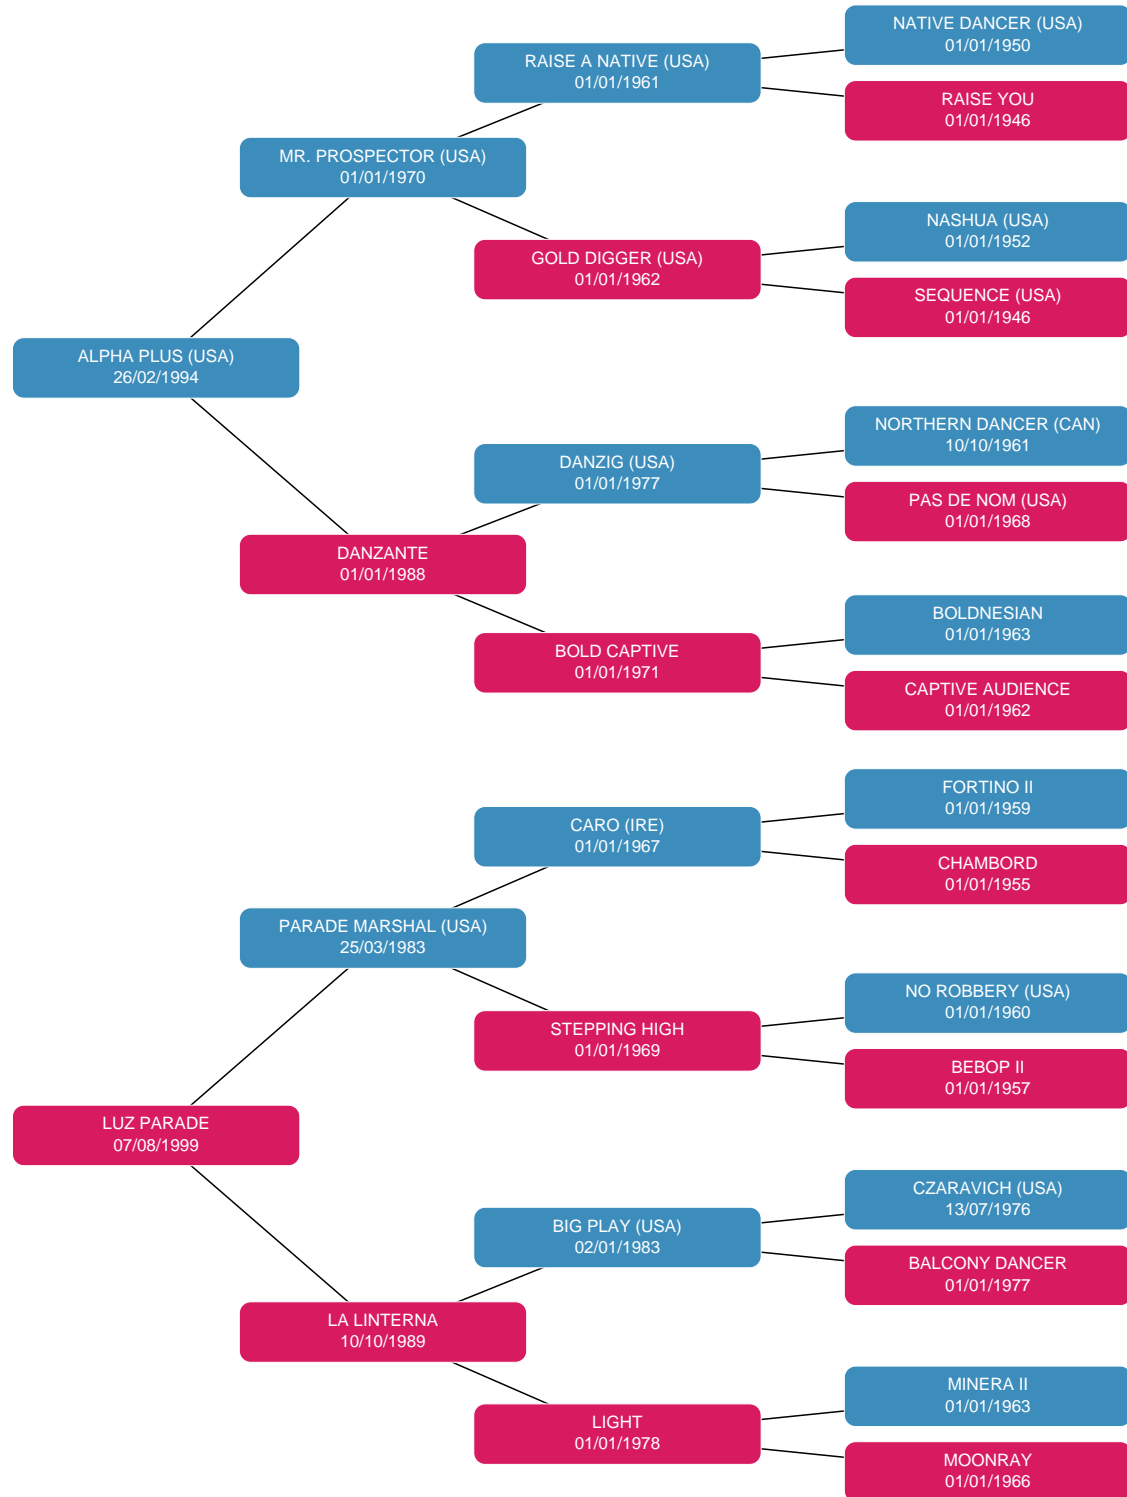 NATIVE DANCER (USA)
01/01/1950
RAISE A NATIVE (USA)
01/01/1961
RAISE YOU
01/01/1946
MR. PROSPECTOR (USA)
01/01/1970
NASHUA (USA)
01/01/1952
GOLD DIGGER (USA)
01/01/1962
SEQUENCE (USA)
01/01/1946
ALPHA PLUS (USA)
26/02/1994
NORTHERN DANCER (CAN)
10/10/1961
DANZIG (USA)
01/01/1977
PAS DE NOM (USA)
01/01/1968
DANZANTE
01/01/1988
BOLDNESIAN
01/01/1963
BOLD CAPTIVE
01/01/1971
CAPTIVE AUDIENCE
01/01/1962
FORTINO II
01/01/1959
CARO (IRE)
01/01/1967
CHAMBORD
01/01/1955
PARADE MARSHAL (USA)
25/03/1983
NO ROBBERY (USA)
01/01/1960
STEPPING HIGH
01/01/1969
BEBOP II
01/01/1957
LUZ PARADE
07/08/1999
CZARAVICH (USA)
13/07/1976
BIG PLAY (USA)
02/01/1983
BALCONY DANCER
01/01/1977
LA LINTERNA
10/10/1989
MINERA II
01/01/1963
LIGHT
01/01/1978
MOONRAY
01/01/1966